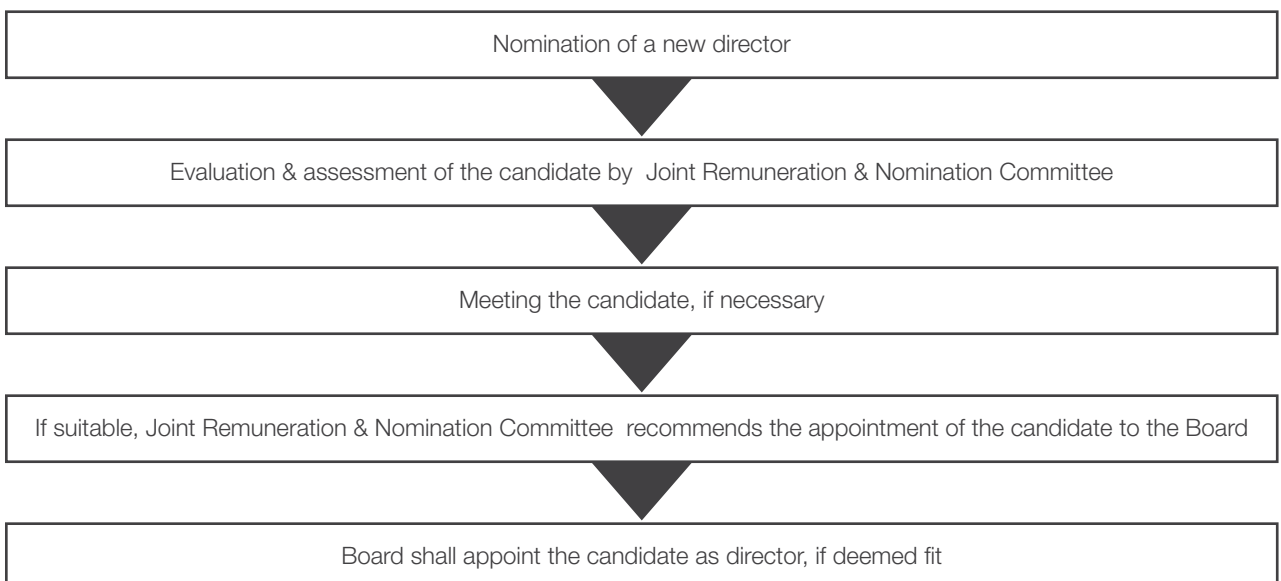 Nomination of a new director
Evaluation & assessment of the candidate by Joint Remuneration & Nomination Committee
Meeting the candidate, if necessary
If suitable, Joint Remuneration & Nomination Committee recommends the appointment of the candidate to the Board
Board shall appoint the candidate as director, if deemed fit